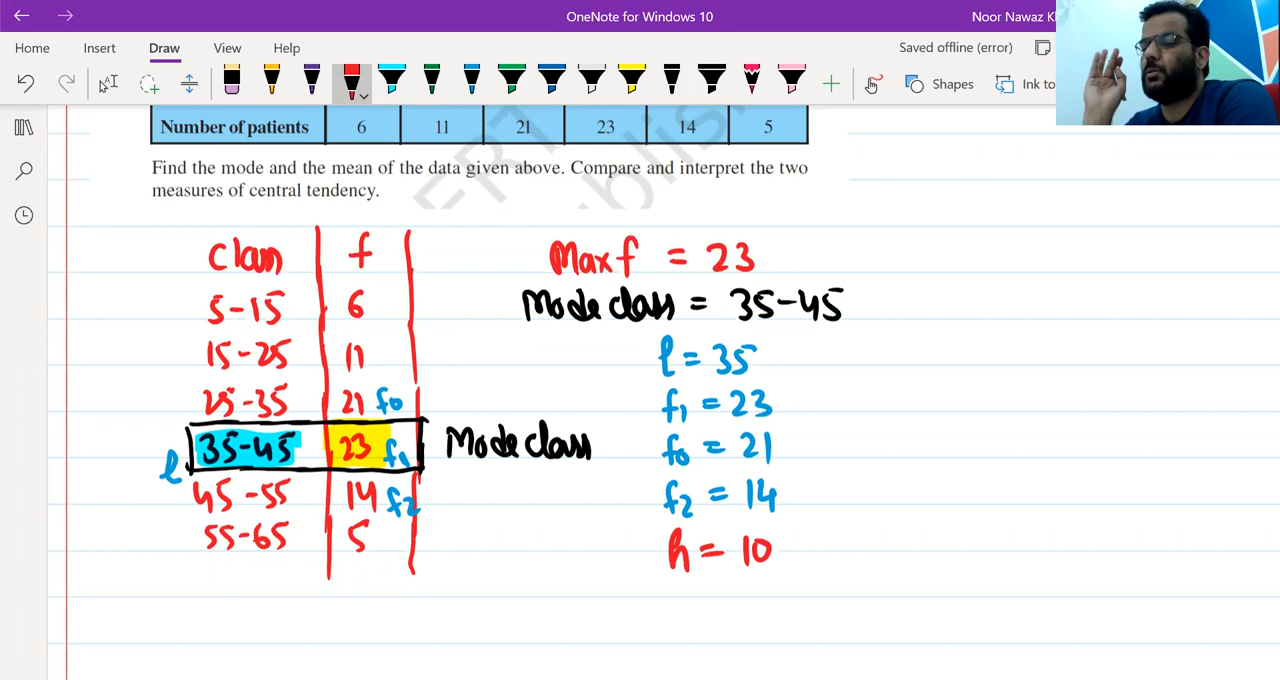 OneNote for Windows 10
Noor Nawaz
Home Insert Draw View Help
Saved offline (error)
Shapes
Ink to
Number of patients 6 11 21 23 14 5
Find the mode and the mean of the data given above. Compare and interpret the two
measures of central tendency.
Class f
5-15 6
15-25 11
25-35 21 f0
l 35-45 23 f1 Mode class
45-55 14 f2
55-65 5
Max f = 23
Mode class = 35-45
l = 35
f1 = 23
f0 = 21
f2 = 14
h = 10